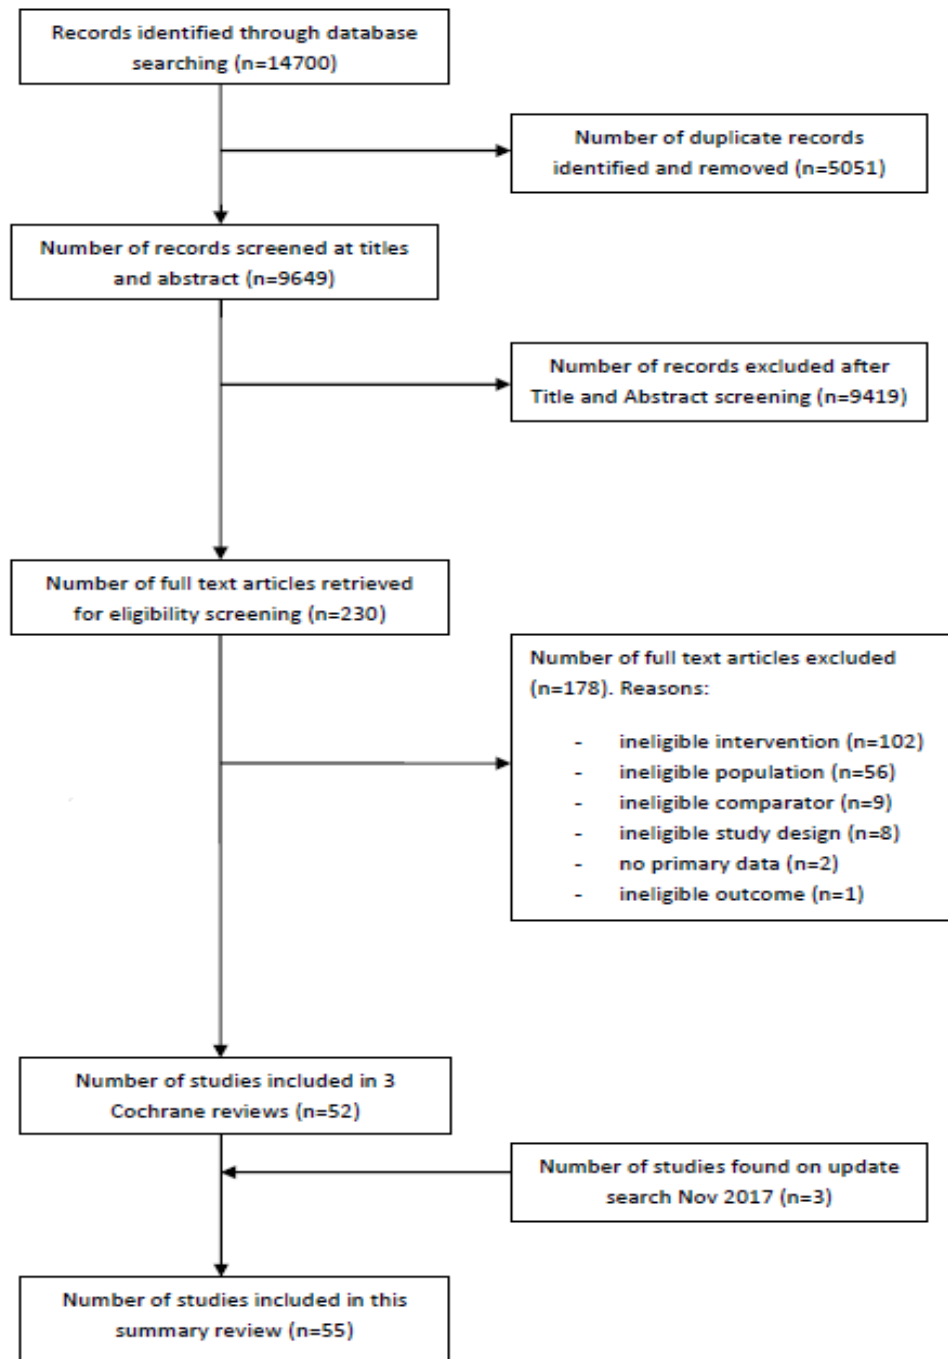 Records identified through database
searching (n=14700)
Number of duplicate records
identified and removed (n=5051)
Number of records screened at titles
and abstract (n=9649)
Number of records excluded after
Title and Abstract screening (n=9419)
Number of full text articles retrieved
for eligibility screening (n=230)
Number of full text articles excluded
(n=178). Reasons:
- ineligible intervention (n=102)
- ineligible population (n=56)
- ineligible comparator (n=9)
- ineligible study design (n=8)
- no primary data (n=2)
- ineligible outcome (n=1)
Number of studies included in 3
Cochrane reviews (n=52)
Number of studies found on update
search Nov 2017 (n=3)
Number of studies included in this
summary review (n=55)